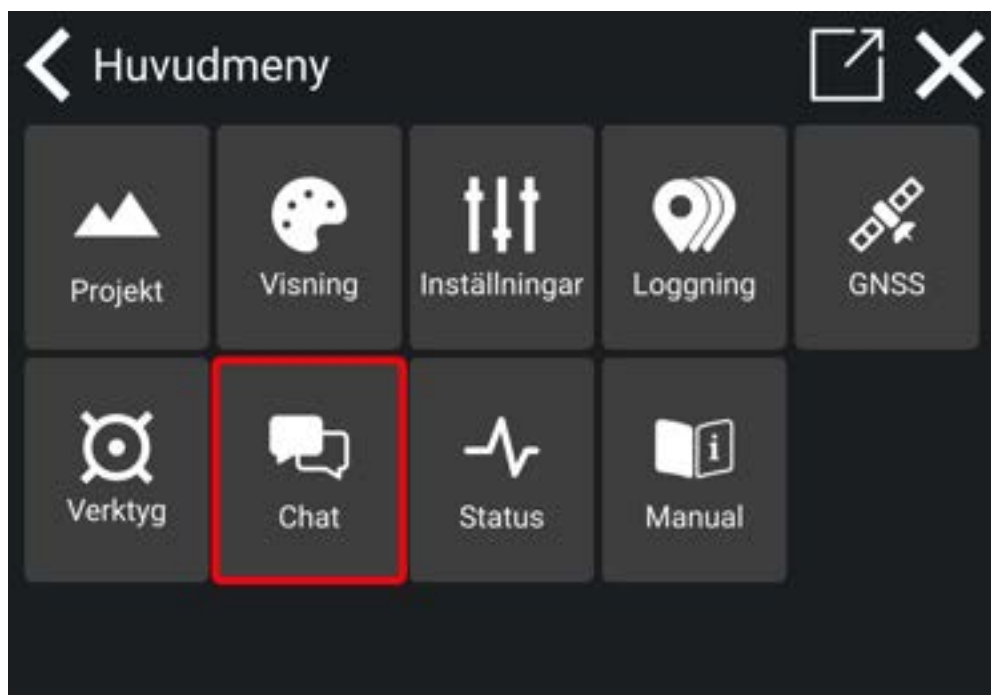 Huvudmeny
Projekt
Visning
Inställningar
Loggning
GNSS
Verktyg
Chat
Status
Manual